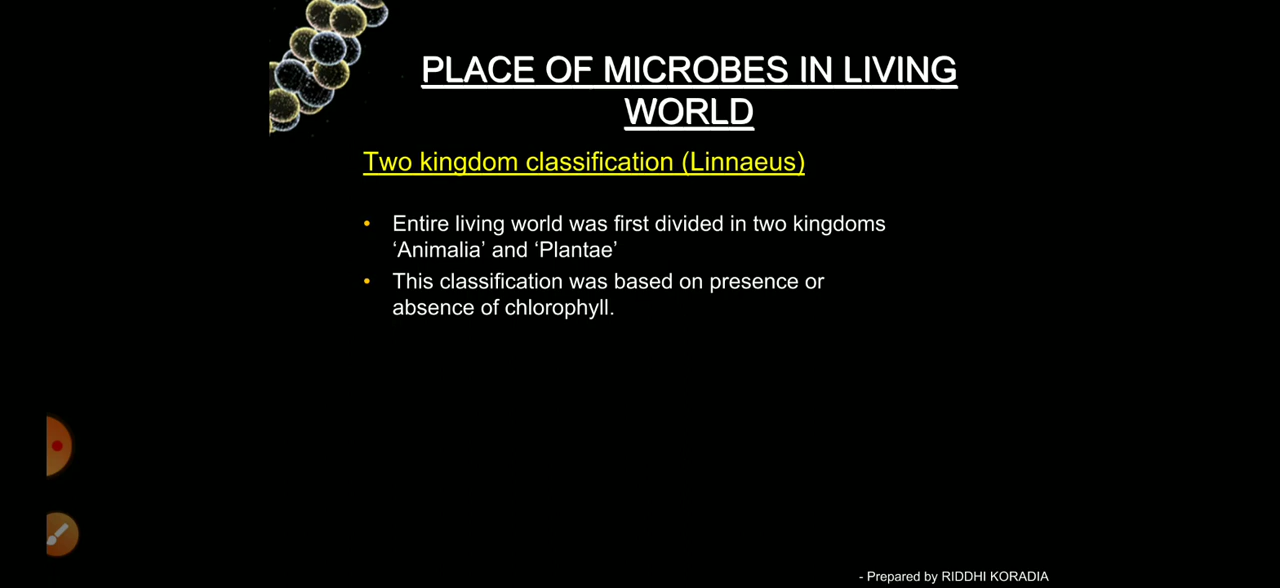 PLACE OF MICROBES IN LIVING
WORLD
Two kingdom classification (Linnaeus)
• Entire living world was first divided in two kingdoms
‘Animalia’ and ‘Plantae’
• This classification was based on presence or
absence of chlorophyll.
- Prepared by RIDDHI KORADIA